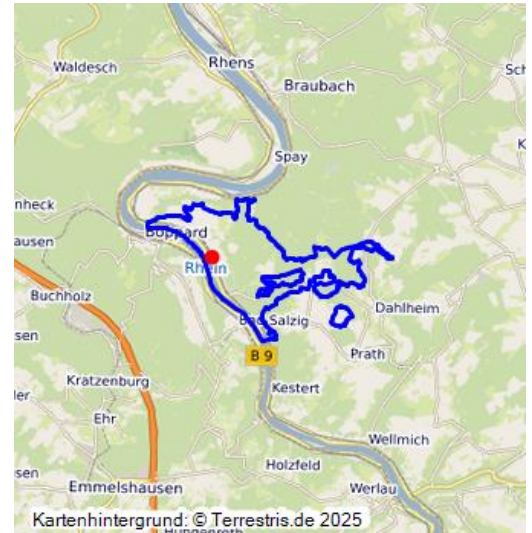 Waldesch
Rhens
Braubach
Sch
Spay
K
nheck
ausen
Boppard
Rhein
Buchholz
Dahlheim
Bad Salzig
B 9
Prath
Kratzenburg
Kestert
ler
Ehr
Wellmich
sen
Holzfeld
Emmelshausen
Werlau
ausen
Kartenhintergrund: © Terrestris.de 2025